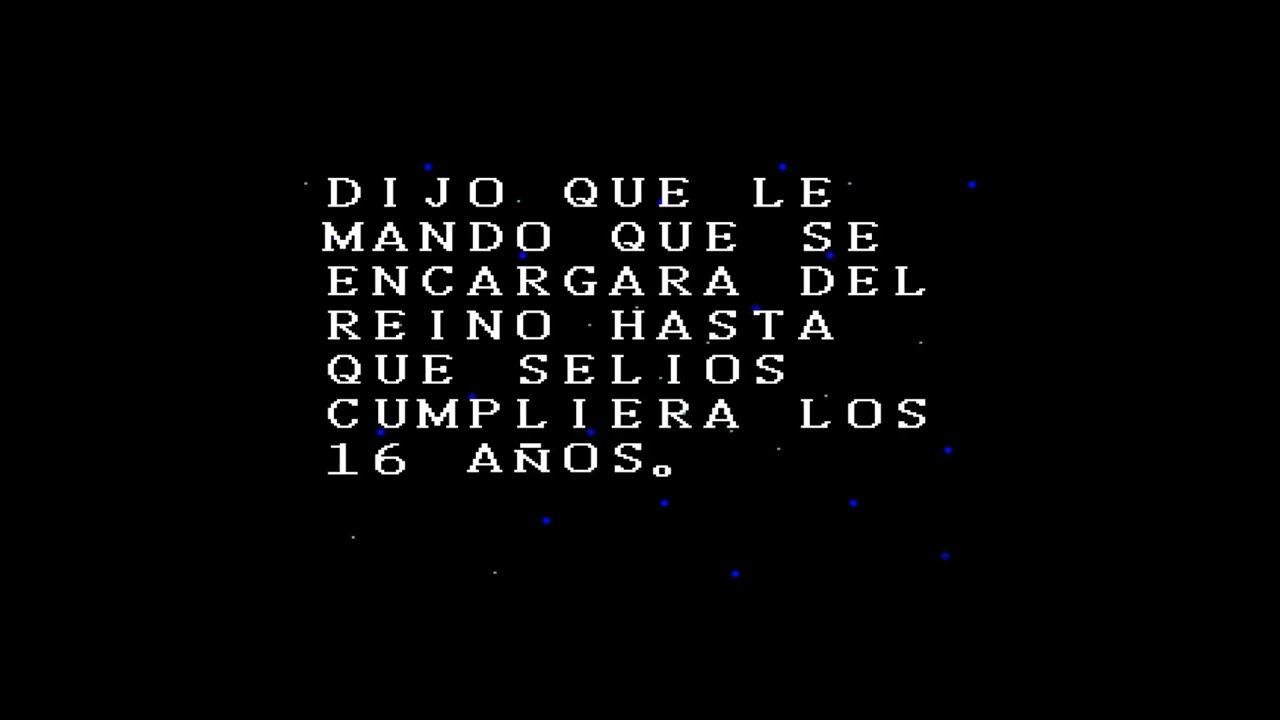 DIJO QUE LE
MANDO QUE SE
ENCARGARA DEL
REINO HASTA
QUE SELIOS
CUMPLIERA LOS
16 AÑOS。